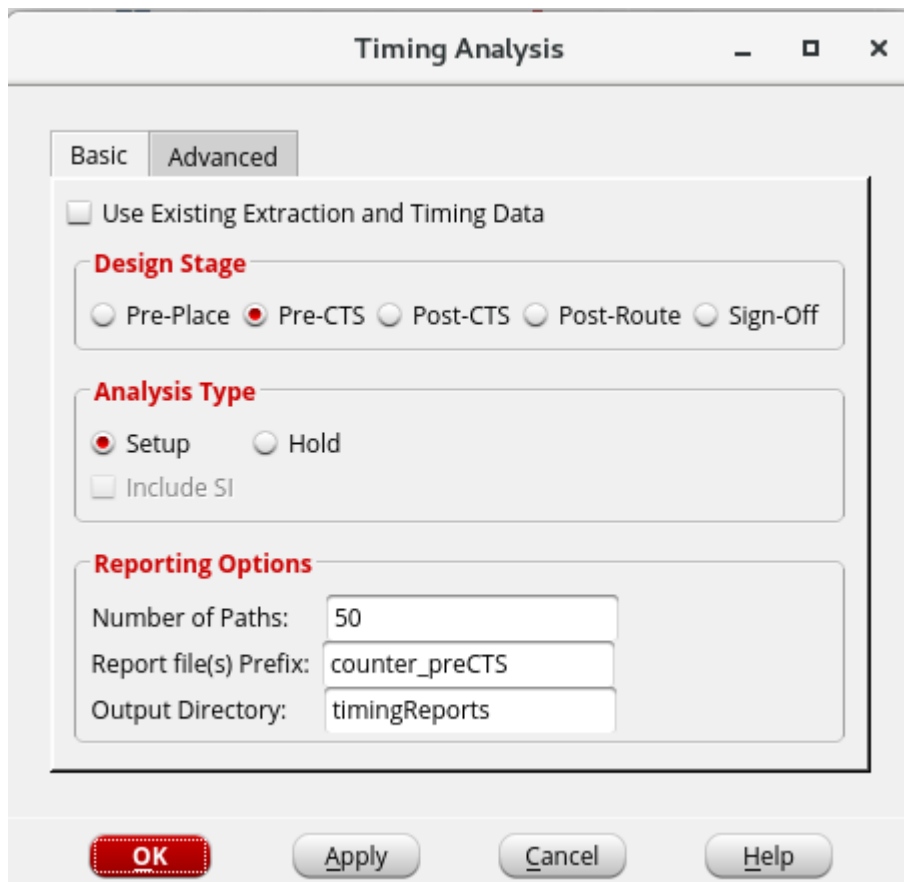 Timing Analysis
Basic Advanced
Use Existing Extraction and Timing Data
Design Stage
Pre-Place Pre-CTS Post-CTS Post-Route Sign-Off
Analysis Type
Setup Hold
Include SI
Reporting Options
Number of Paths: 50
Report file(s) Prefix: counter_preCTS
Output Directory: timingReports
OK Apply Cancel Help